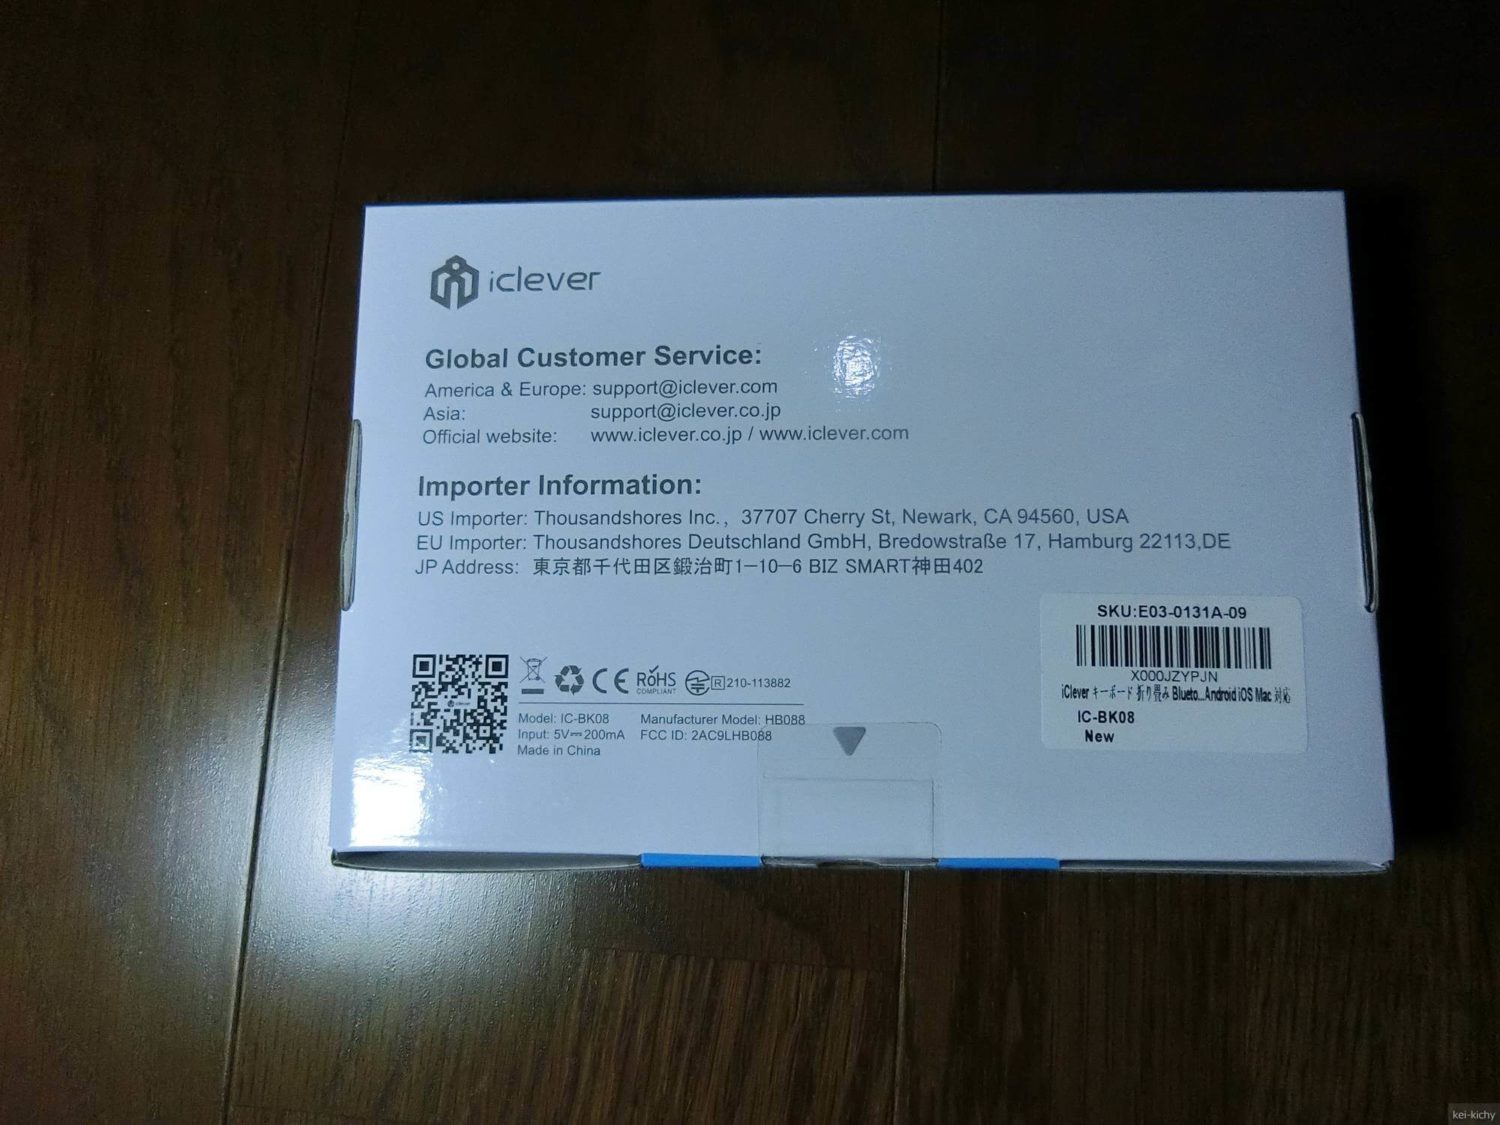 iclever
Global Customer Service:
America & Europe: support@iclever.com
Asia: support@iclever.co.jp
Official website: www.iclever.co.jp / www.iclever.com
Importer Information:
US Importer: Thousandshores Inc., 37707 Cherry St, Newark, CA 94560, USA
EU Importer: Thousandshores Deutschland GmbH, Bredowstraße 17, Hamburg 22113,DE
JP Address: 東京都千代田区鍛治町1−10−6 BIZ SMART神田402
SKU:E03-0131A-09
X000JZYPJN
iClever キーボード 折り畳み Blueto...Android iOS Mac 対応
IC-BK08
New
CE RoHS COMPLIANT R 210-113882
Model: IC-BK08 Manufacturer Model: HB088
Input: 5V⎓200mA FCC ID: 2AC9LHB088
Made in China
kei-kichy